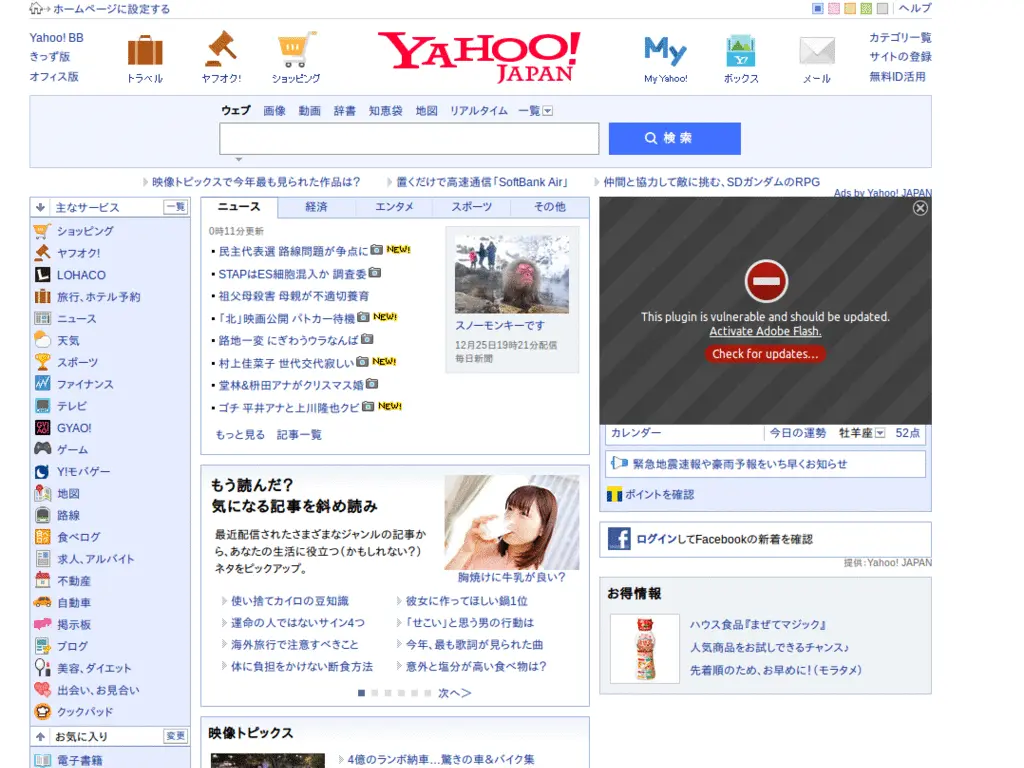 ホームページに設定する
ヘルプ
Yahoo! BB
きっず版
オフィス版
トラベル
ヤフオク!
ショッピング
YAHOO!
JAPAN
My
My Yahoo!
ボックス
メール
カテゴリ一覧
サイトの登録
無料ID活用
ウェブ 画像 動画 辞書 知恵袋 地図 リアルタイム 一覧
検索
映像トピックスで今年最も見られた作品は?
置くだけで高速通信「SoftBank Air」
仲間と協力して敵に挑む、SDガンダムのRPG
Ads by Yahoo! JAPAN
主なサービス 一覧
ショッピング
ヤフオク!
LOHACO
旅行、ホテル予約
ニュース
天気
スポーツ
ファイナンス
テレビ
GYAO!
ゲーム
Y!モバゲー
地図
路線
食べログ
求人、アルバイト
不動産
自動車
掲示板
ブログ
美容、ダイエット
出会い、お見合い
クックパッド
お気に入り 変更
電子書籍
ニュース 経済 エンタメ スポーツ その他
0時11分更新
民主代表選 路線問題が争点に NEW!
STAPはES細胞混入か 調査委
祖父母殺害 母親が不適切養育
「北」映画公開 パトカー待機 NEW!
路地一変 にぎわうウラなんば
村上佳菜子 世代交代寂しい NEW!
堂林&枡田アナがクリスマス婚
ゴチ 平井アナと上川隆也クビ NEW!
もっと見る 記事一覧
スノーモンキーです
12月25日19時21分配信
毎日新聞
もう読んだ?
気になる記事を斜め読み
最近配信されたさまざまなジャンルの記事か
ら、あなたの生活に役立つ(かもしれない?)
ネタをピックアップ。
胸焼けに牛乳が良い?
使い捨てカイロの豆知識
彼女に作ってほしい鍋1位
運命の人ではないサイン4つ
「せこい」と思う男の行動は
海外旅行で注意すべきこと
今年、最も歌詞が見られた曲
体に負担をかけない断食方法
意外と塩分が高い食べ物は?
次へ＞
映像トピックス
4億のランボ納車…驚きの車&バイク集
This plugin is vulnerable and should be updated.
Activate Adobe Flash.
Check for updates...
カレンダー
今日の運勢 牡羊座 52点
緊急地震速報や豪雨予報をいち早くお知らせ
ポイントを確認
ログインしてFacebookの新着を確認
提供：Yahoo! JAPAN
お得情報
ハウス食品『まぜてマジック』
人気商品をお試しできるチャンス♪
先着順のため、お早めに!(モラタメ)